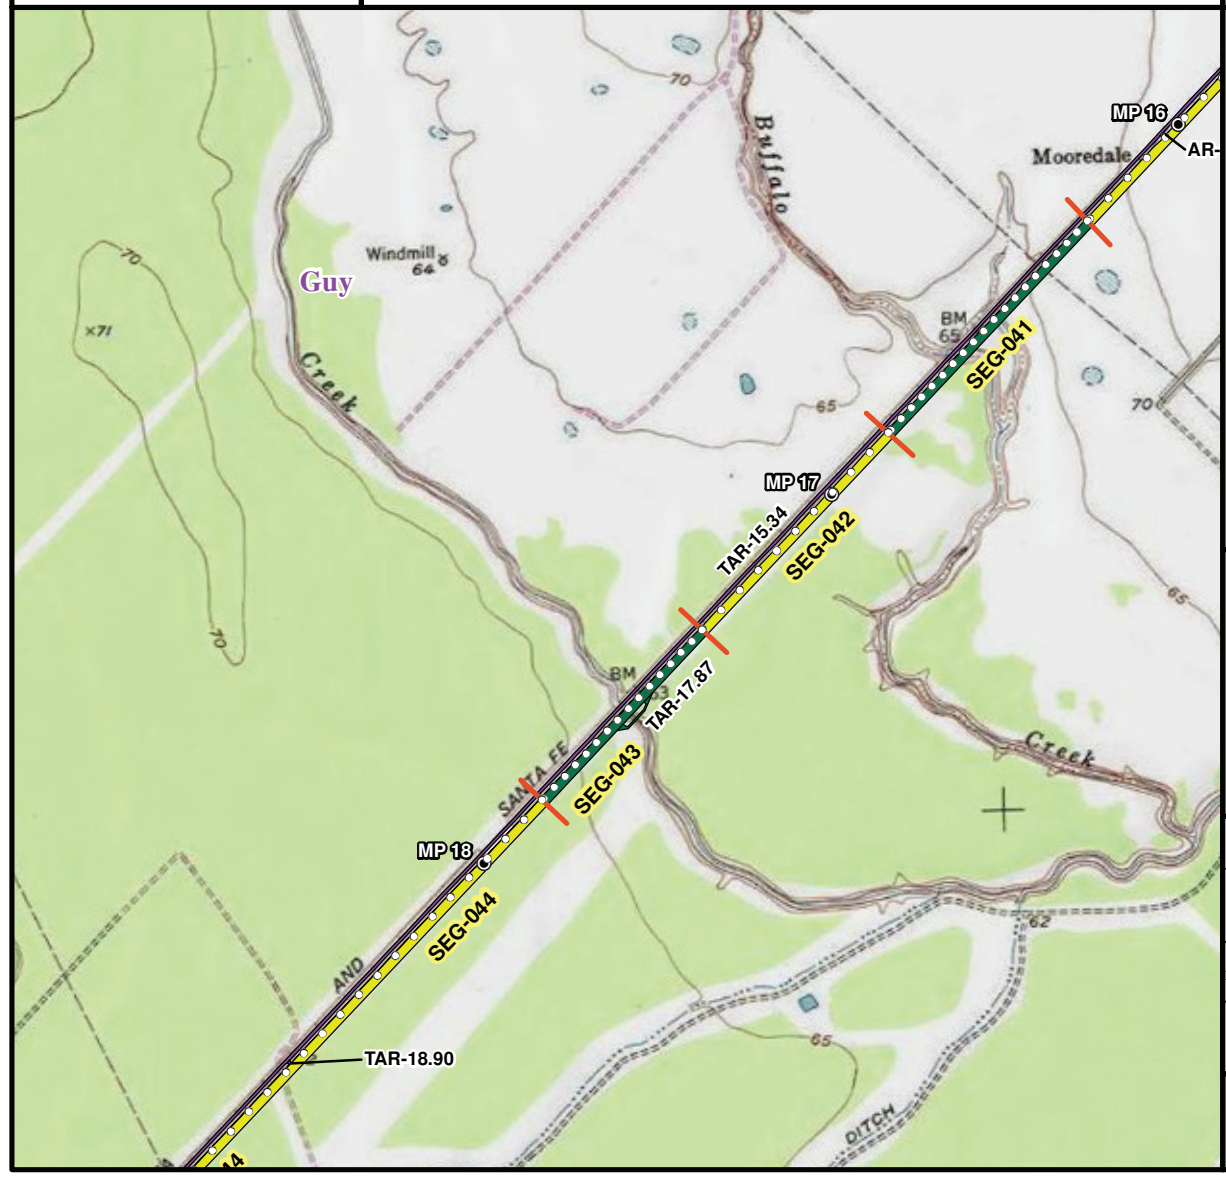 70
MP 16
AR-
Buffalo
Mooredale
70
Windmill
64
Guy
×71
BM
65
SEG-041
Creek
65
70
MP 17
TAR-15.34
SEG-042
65
70
BM
63
TAR-17.87
SANTA FE
SEG-043
Creek
MP 18
SEG-044
62
AND
65
TAR-18.90
DITCH